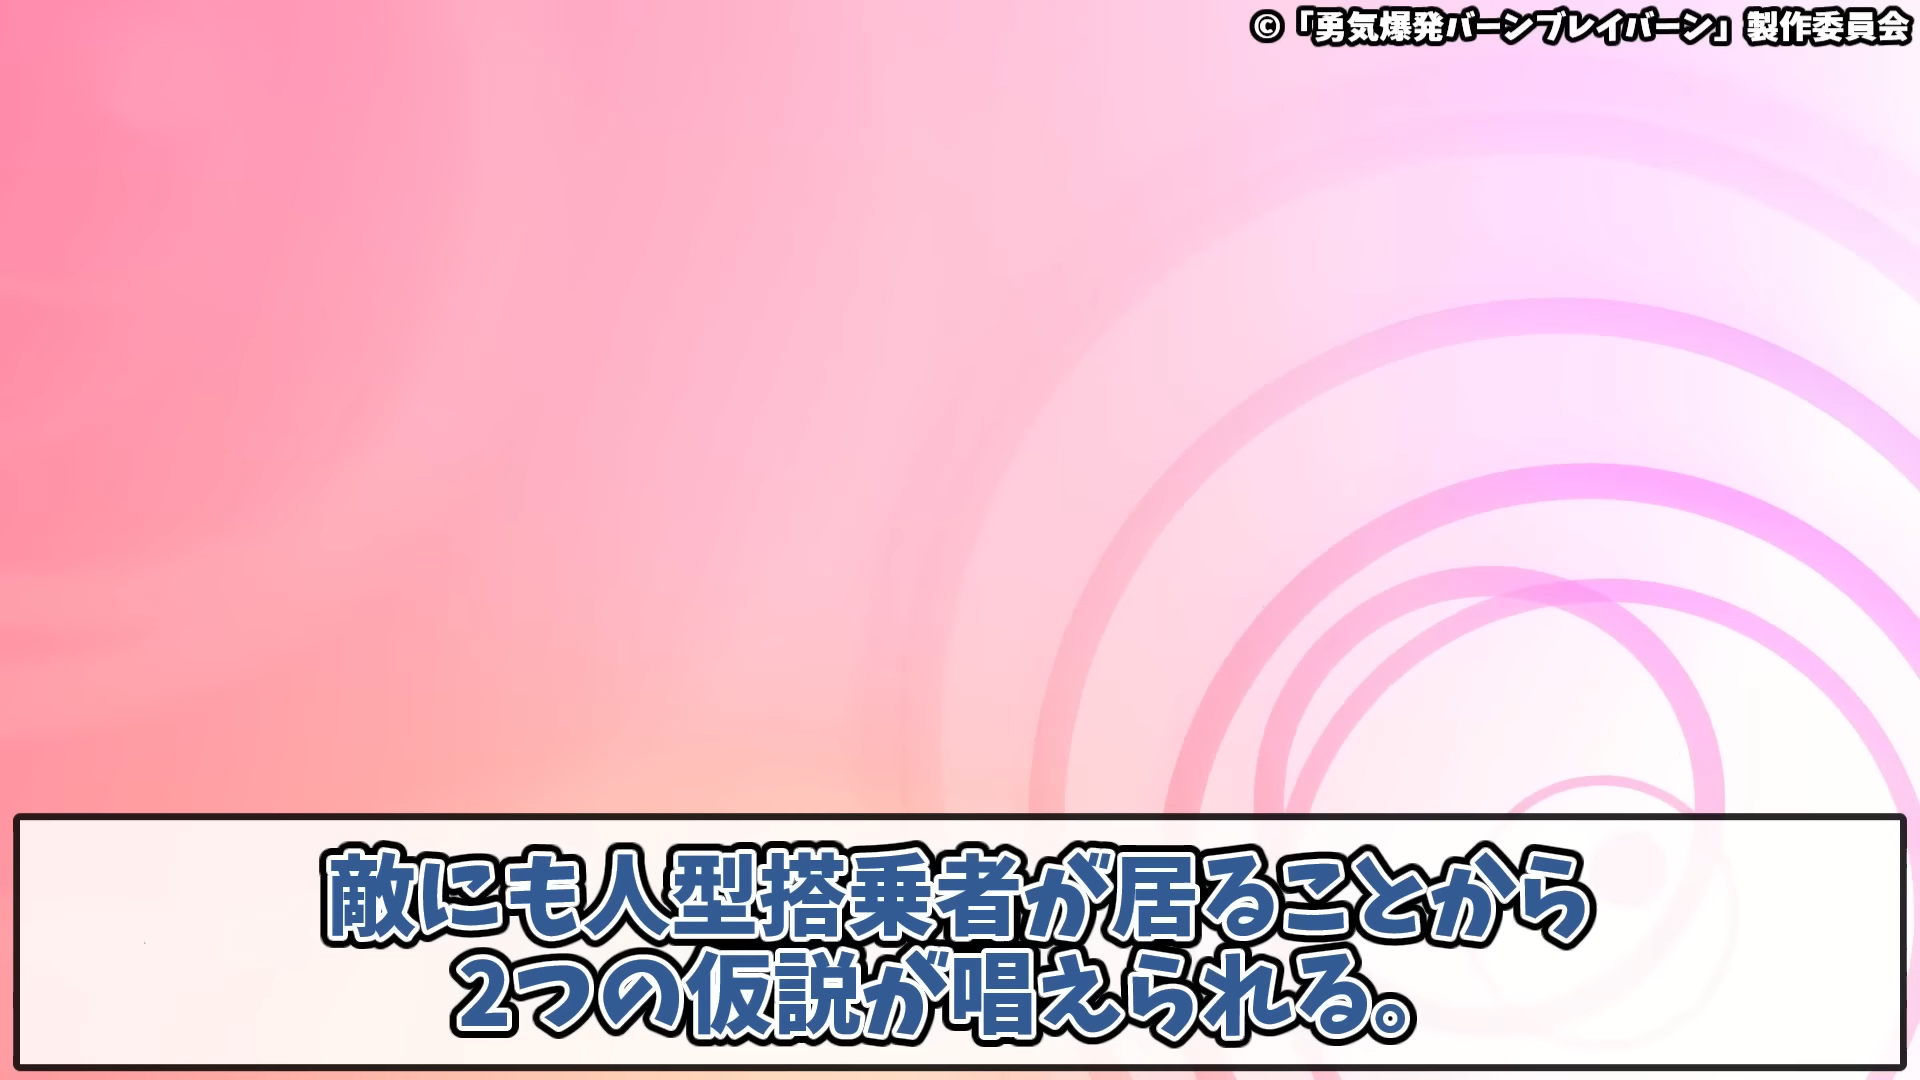 ©「勇気爆発バーンブレイバーン」製作委員会
敵にも人型搭乗者が居ることから
2つの仮説が唱えられる。